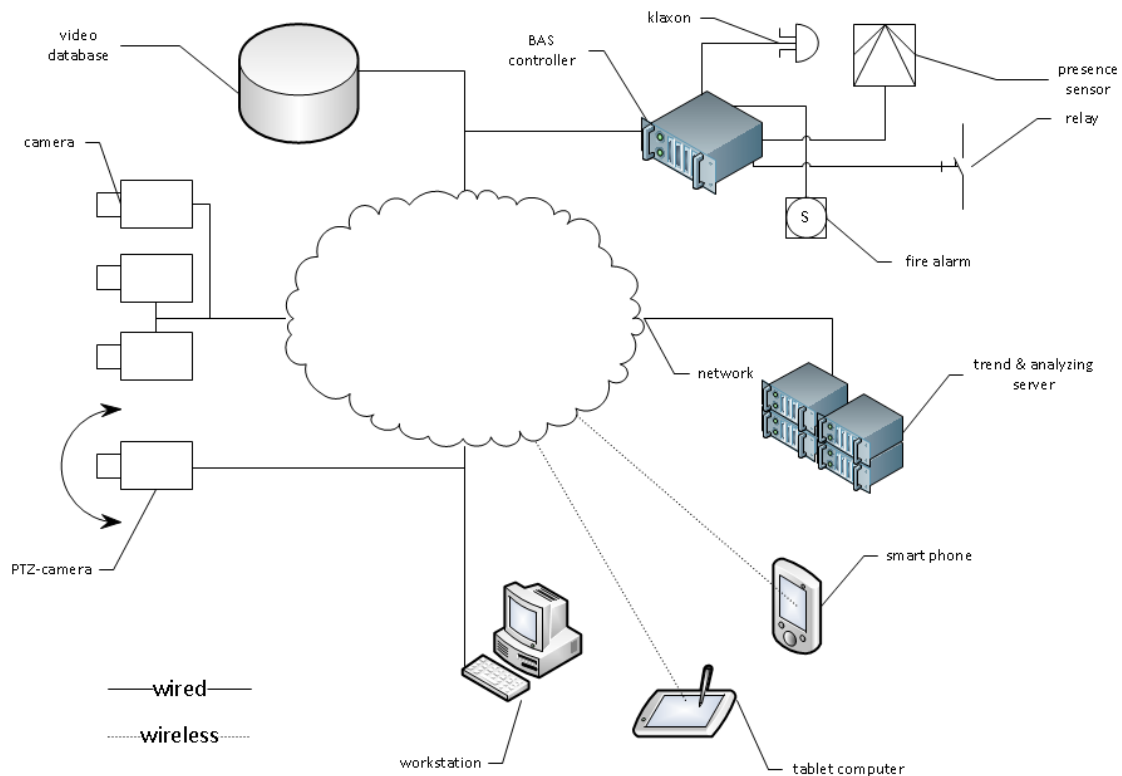 klaxon
video
database
BAS
controller
presence
sensor
relay
camera
S
fire alarm
network
trend & analyzing
server
smart phone
PTZ-camera
wired
wireless
workstation
tablet computer